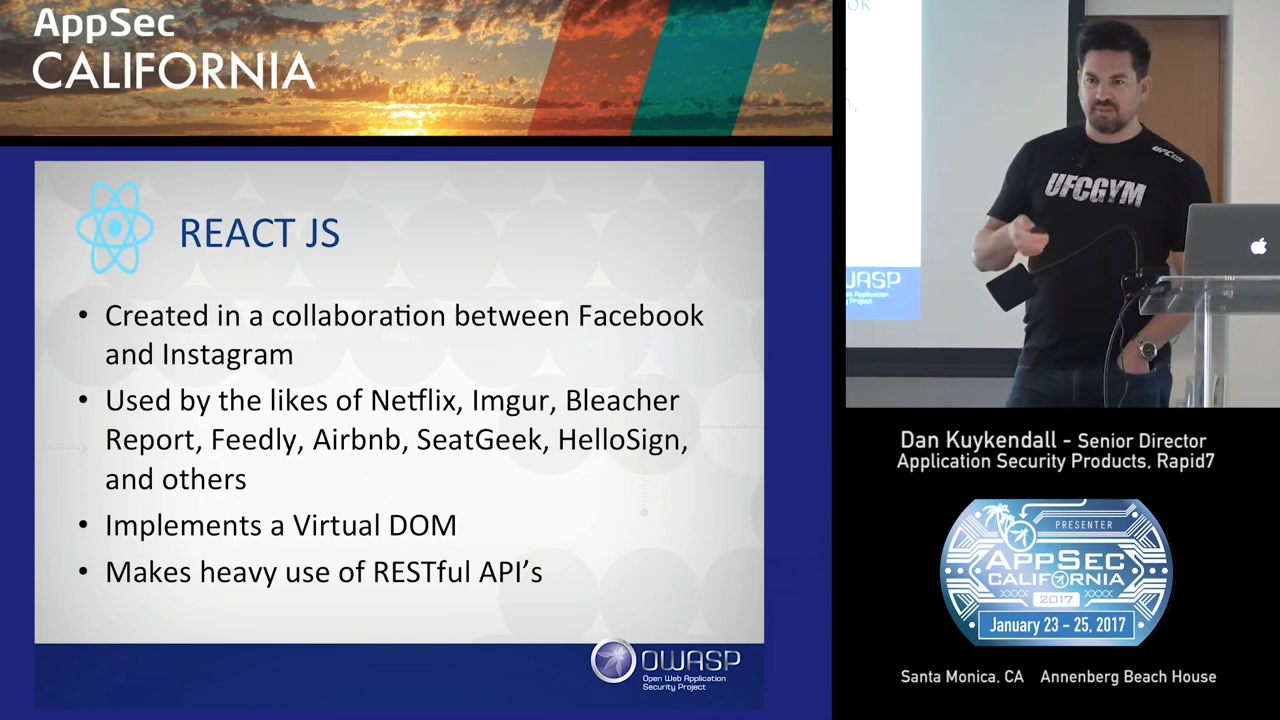 AppSec
CALIFORNIA
REACT JS
• Created in a collaboration between Facebook
and Instagram
• Used by the likes of Netflix, Imgur, Bleacher
Report, Feedly, Airbnb, SeatGeek, HelloSign,
and others
• Implements a Virtual DOM
• Makes heavy use of RESTful API's
OWASP
Open Web Application
Security Project
UFC GYM
UFCGYM
Dan Kuykendall - Senior Director
Application Security Products, Rapid7
PRESENTER
APPSEC
CALIFORNIA
2017
January 23 - 25, 2017
Santa Monica, CA Annenberg Beach House